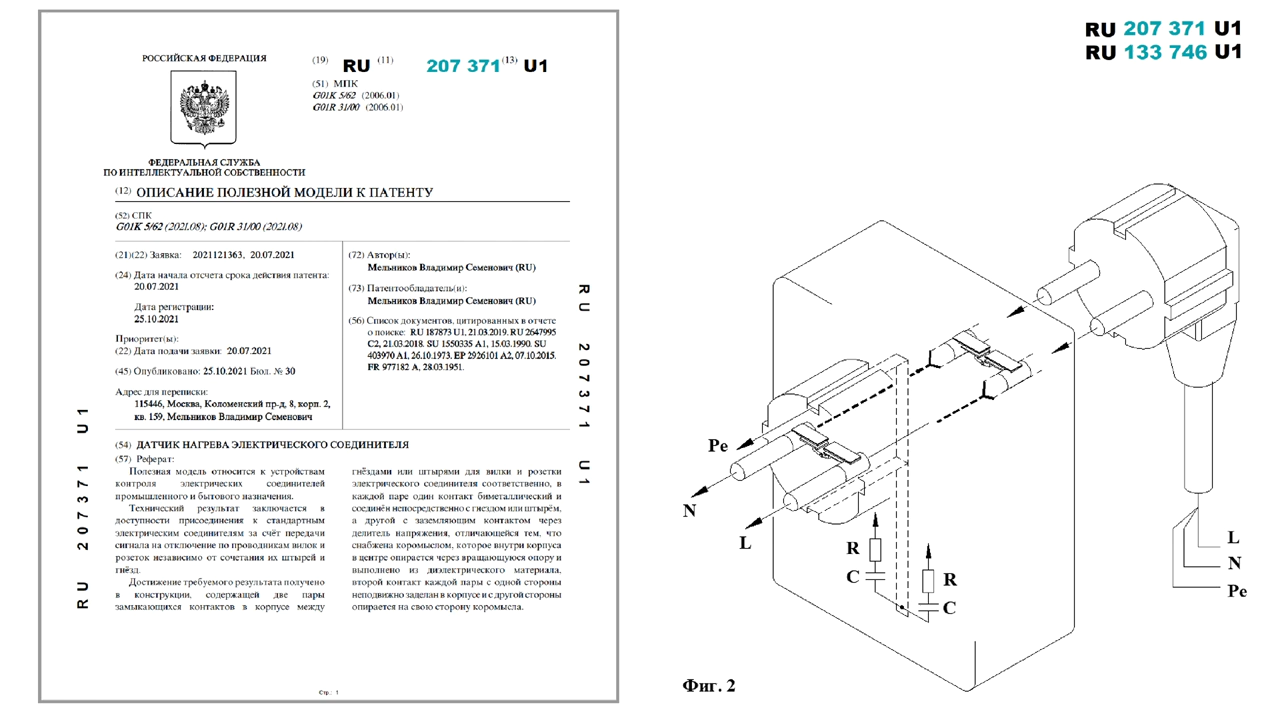 РОССИЙСКАЯ ФЕДЕРАЦИЯ
(19) RU (11) 207 371 (13) U1
(51) МПК
G01K 5/62 (2006.01)
G01R 31/00 (2006.01)
ФЕДЕРАЛЬНАЯ СЛУЖБА
ПО ИНТЕЛЛЕКТУАЛЬНОЙ СОБСТВЕННОСТИ
(12) ОПИСАНИЕ ПОЛЕЗНОЙ МОДЕЛИ К ПАТЕНТУ
(52) СПК
G01K 5/62 (2021.08); G01R 31/00 (2021.08)
(21)(22) Заявка: 2021121363, 20.07.2021
(24) Дата начала отсчета срока действия патента:
20.07.2021
Дата регистрации:
25.10.2021
Приоритет(ы):
(22) Дата подачи заявки: 20.07.2021
(45) Опубликовано: 25.10.2021 Бюл. № 30
Адрес для переписки:
115446, Москва, Коломенский пр-д, 8, корп. 2,
кв. 159, Мельников Владимир Семенович
(72) Автор(ы):
Мельников Владимир Семенович (RU)
(73) Патентообладатель(и):
Мельников Владимир Семенович (RU)
(56) Список документов, цитированных в отчете
о поиске: RU 187873 U1, 21.03.2019. RU 2647995
C2, 21.03.2018. SU 1550335 A1, 15.03.1990. SU
403970 A1, 26.10.1973. EP 2926101 A2, 07.10.2015.
FR 977182 A, 28.03.1951.
(54) ДАТЧИК НАГРЕВА ЭЛЕКТРИЧЕСКОГО СОЕДИНИТЕЛЯ
(57) Реферат:
Полезная модель относится к устройствам
контроля электрических соединителей
промышленного и бытового назначения.
Технический результат заключается в
доступности присоединения к стандартным
электрическим соединителям за счёт передачи
сигнала на отключение по проводникам вилок и
розеток независимо от сочетания их штырей и
гнёзд.
Достижение требуемого результата получено
в конструкции, содержащей две пары
замыкающихся контактов в корпусе между
гнёздами или штырями для вилки и розетки
электрического соединителя соответственно, в
каждой паре один контакт биметаллический и
соединён непосредственно с гнездом или штырём,
а другой с заземляющим контактом через
делитель напряжения, отличающейся тем, что
снабжена коромыслом, которое внутри корпуса
в центре опирается через вращающуюся опору и
выполнено из диэлектрического материала,
второй контакт каждой пары с одной стороны
неподвижно заделан в корпусе и с другой стороны
опирается на свою сторону коромысла.
Стр.: 1
RU 207371 U1
RU 207371 U1
RU 207 371 U1
RU 133 746 U1
Pe
N
L
R
C
R
C
L
N
Pe
Фиг. 2